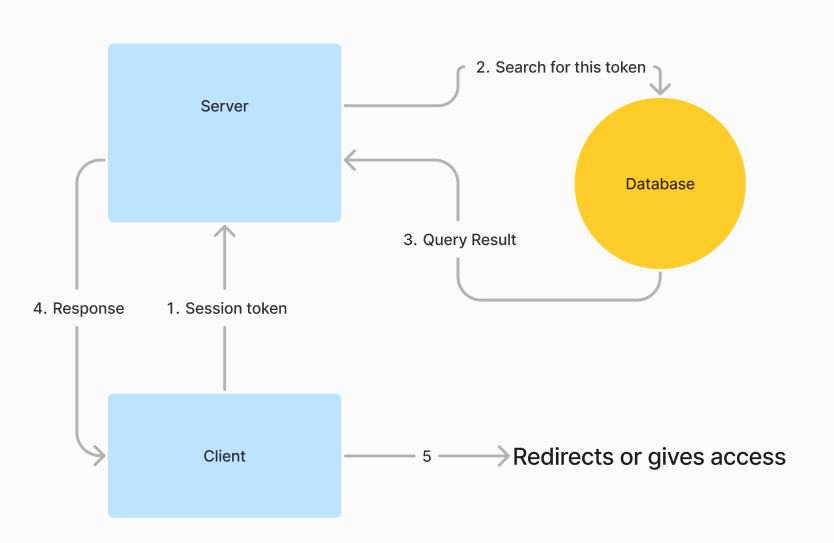 2. Search for this token
Server
Database
3. Query Result
4. Response
1. Session token
Client
5
Redirects or gives access